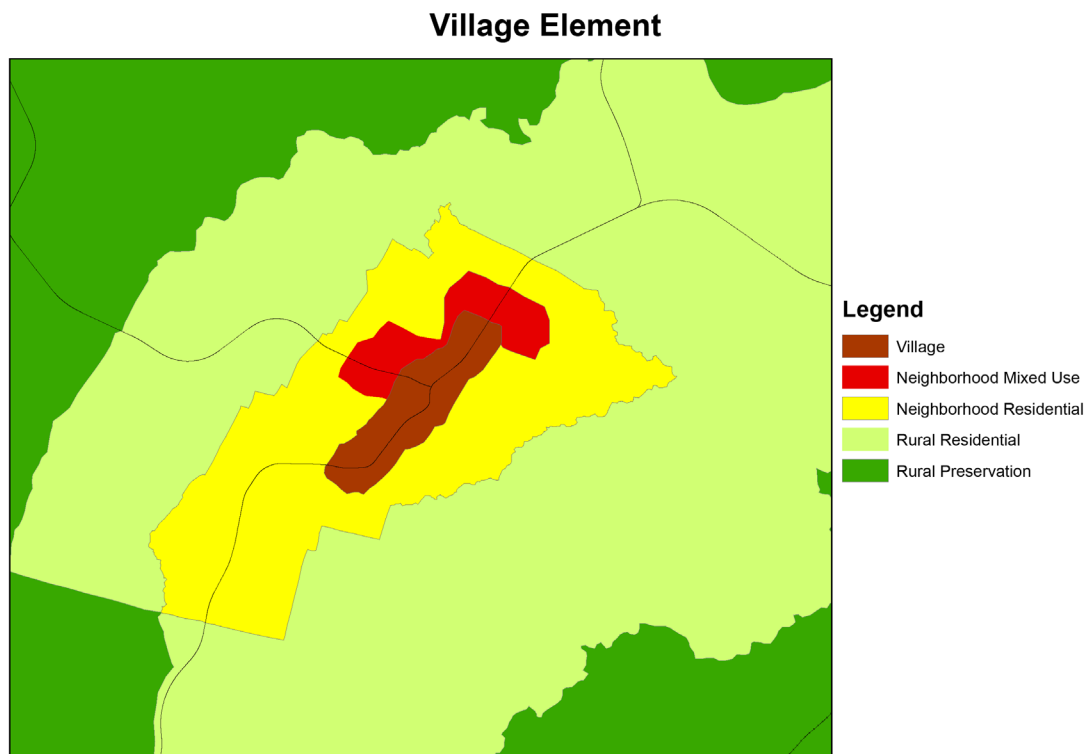 Village Element
Legend
Village
Neighborhood Mixed Use
Neighborhood Residential
Rural Residential
Rural Preservation